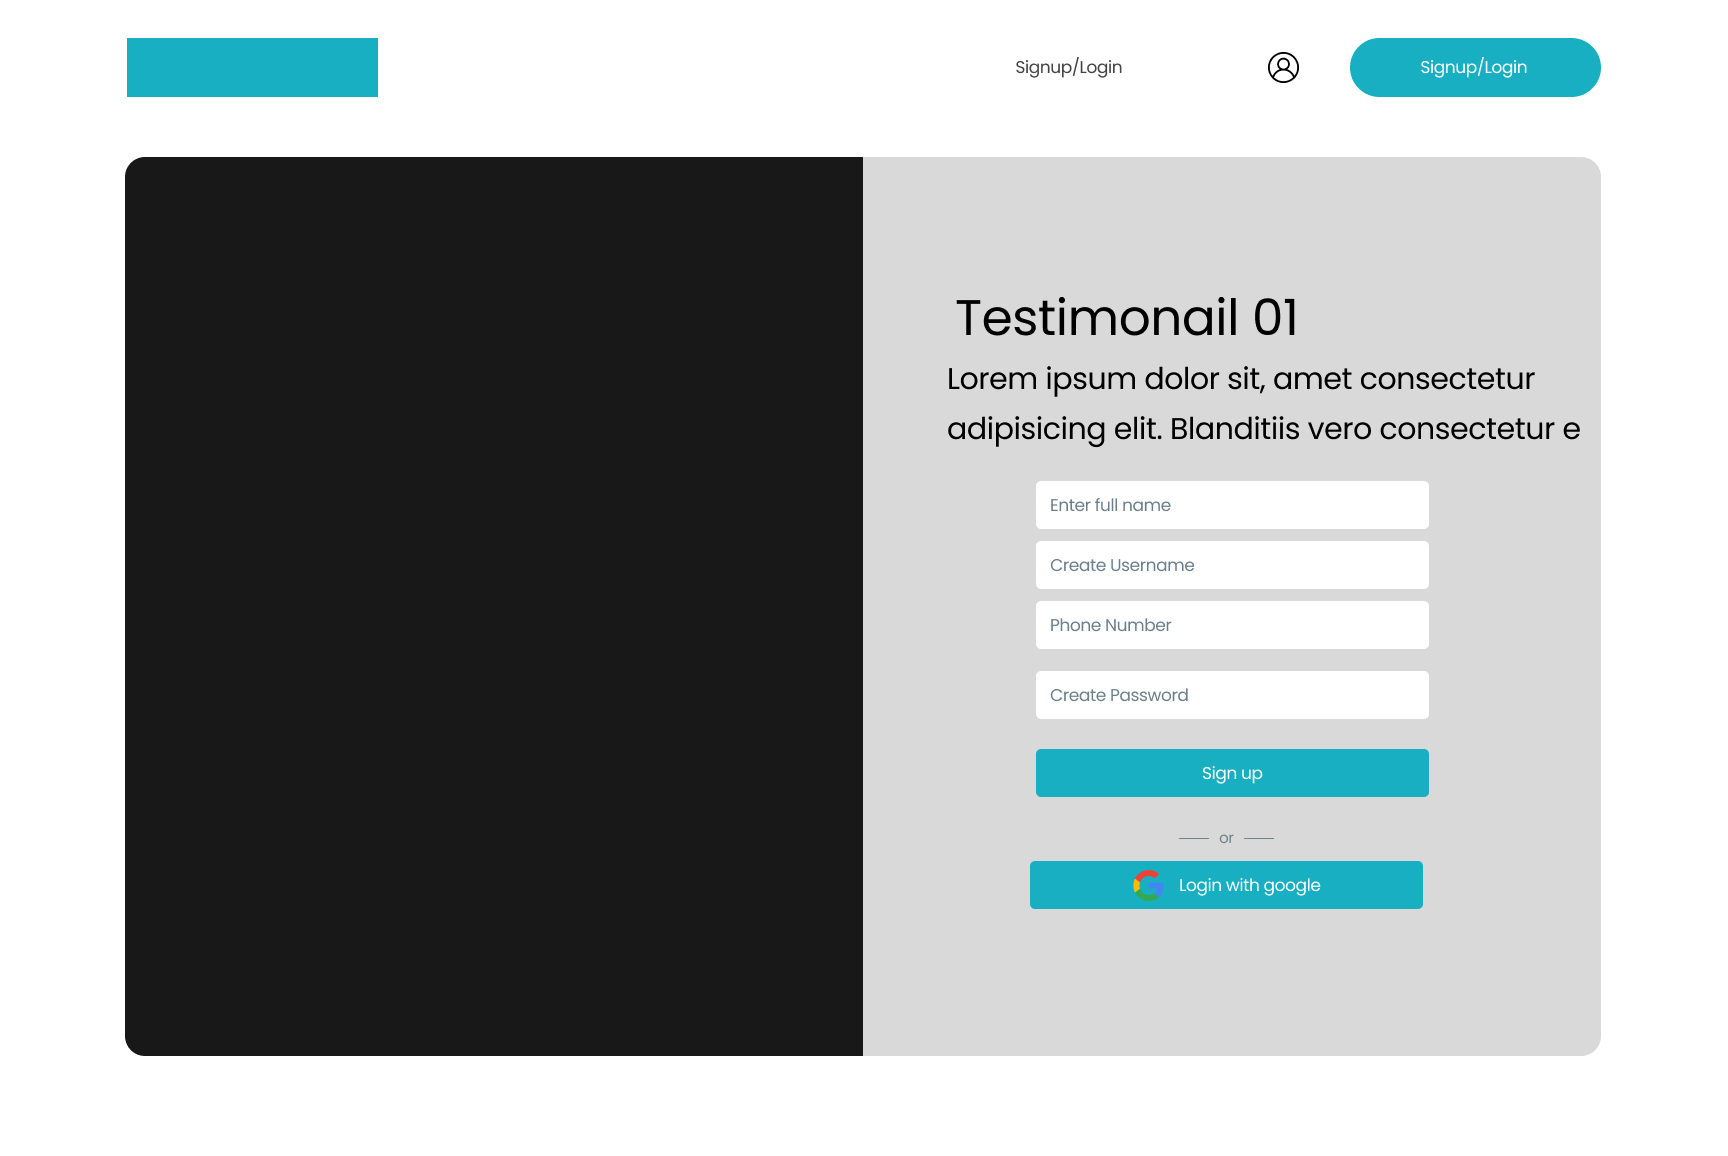 Signup/Login
Signup/Login
Testimonail 01
Lorem ipsum dolor sit, amet consectetur
adipisicing elit. Blanditiis vero consectetur e
Enter full name
Create Username
Phone Number
Create Password
Sign up
or
Login with google